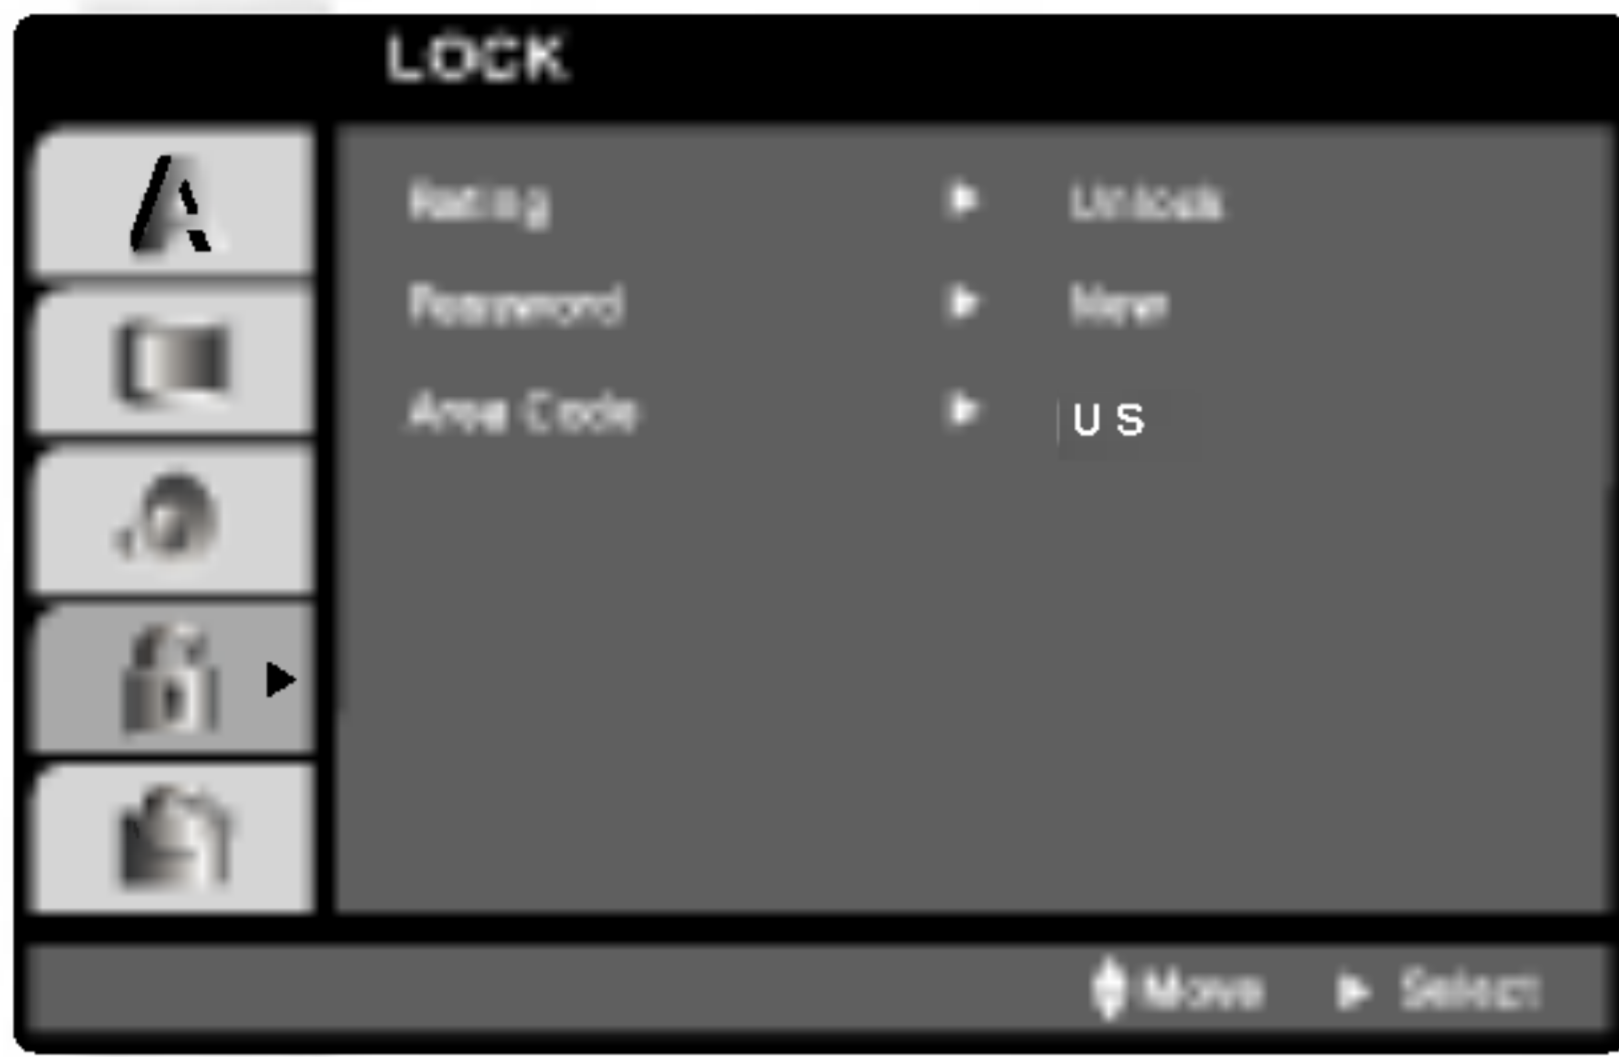 LOCK
Rating ▶ Unlock
Password ▶ New
Area Code ▶ U S
Move ▶ Select